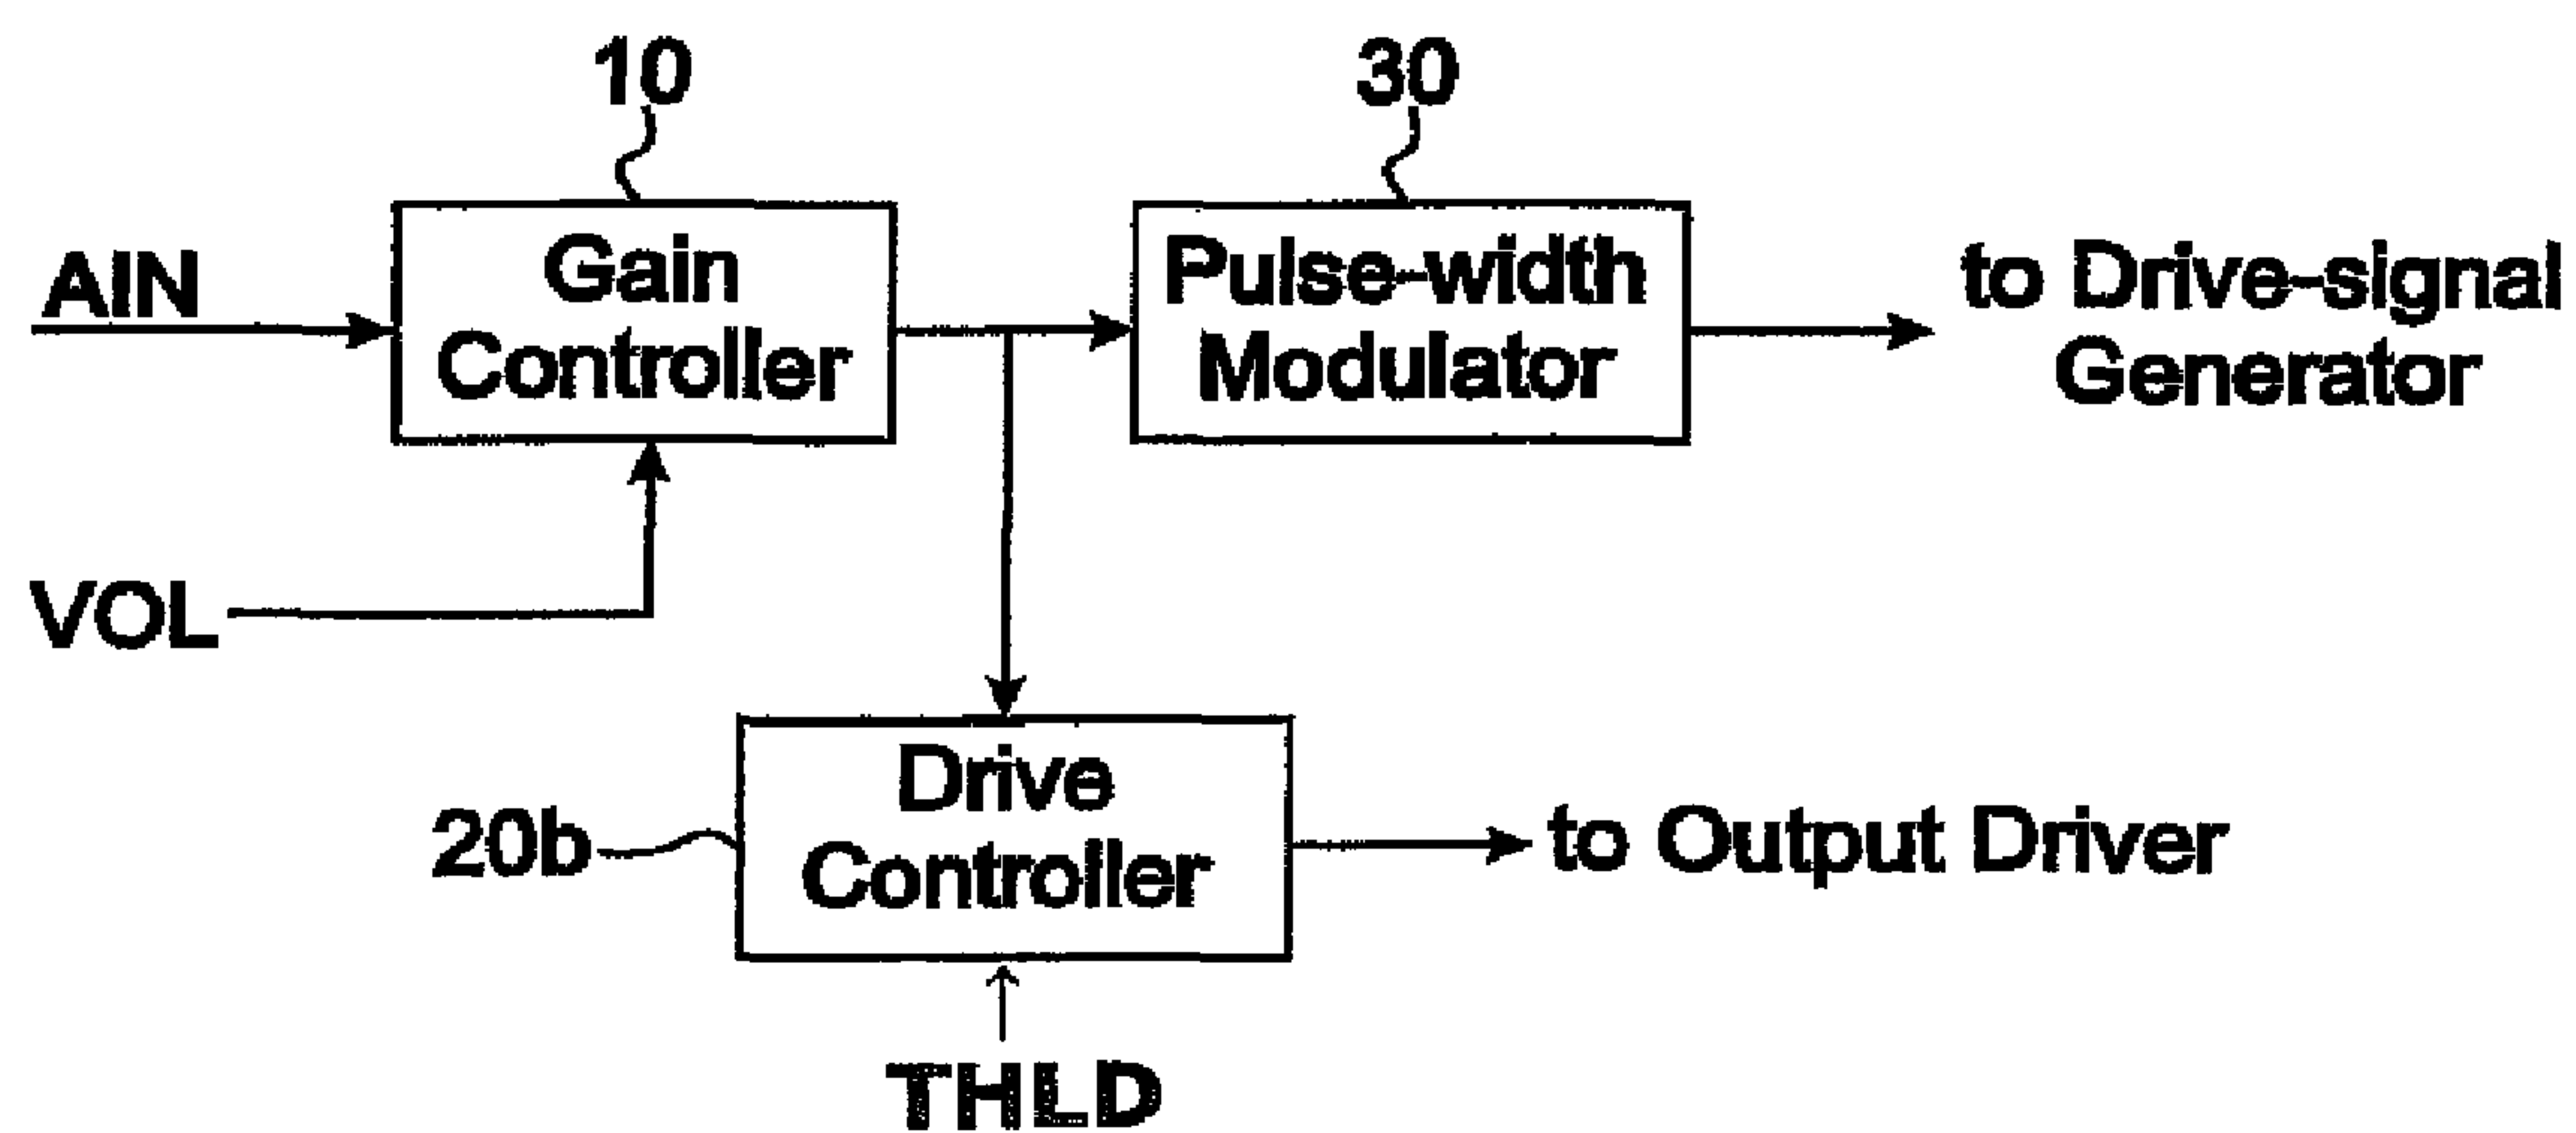 10
30
AIN
Gain
Controller
Pulse-width
Modulator
to Drive-signal
Generator
VOL
20b
Drive
Controller
to Output Driver
THLD